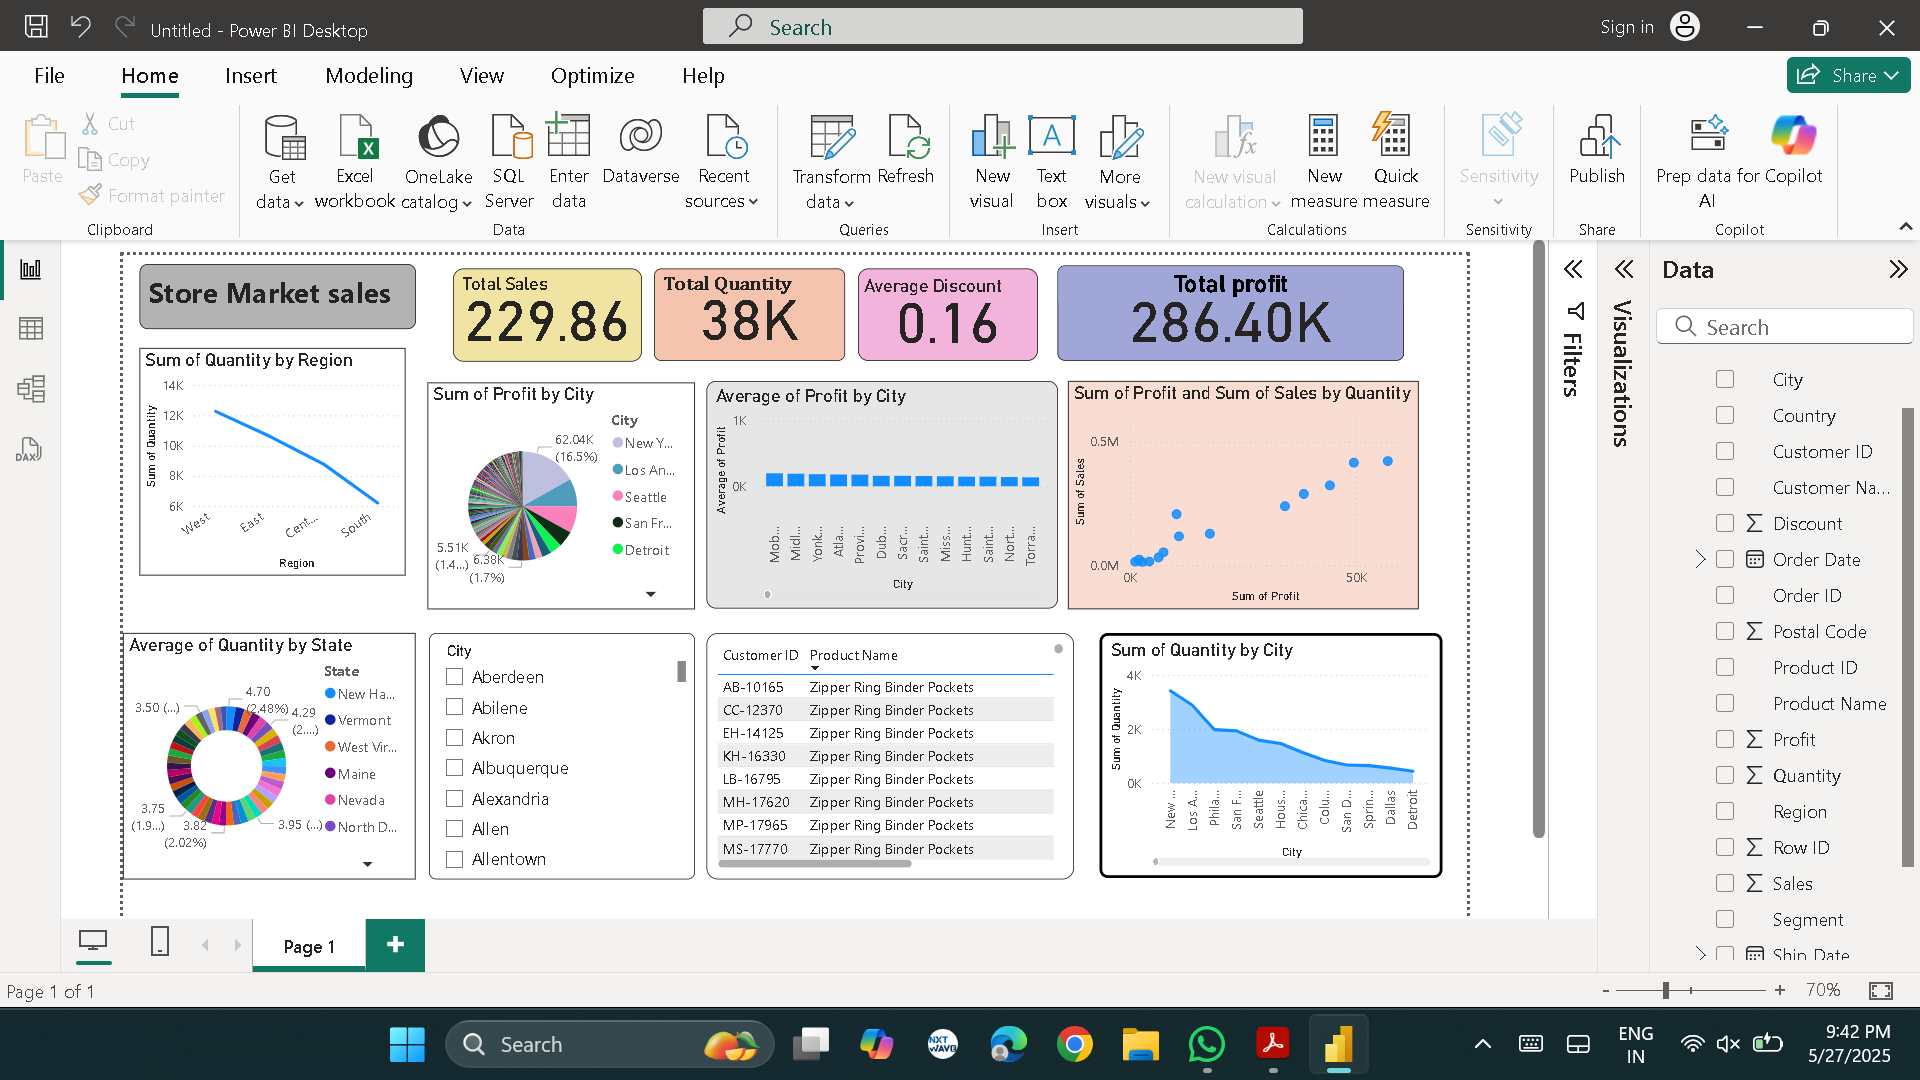 Untitled - Power BI Desktop
Search
Sign in
File
Home
Insert
Modeling
View
Optimize
Help
Share
Paste
Cut
Copy
Format painter
Clipboard
Get data
Excel workbook
OneLake catalog
SQL Server
Enter data
Dataverse
Recent sources
Data
Transform data
Refresh
Queries
New visual
Text box
More visuals
Insert
New visual calculation
New measure
Quick measure
Calculations
Sensitivity
Sensitivity
Publish
Share
Prep data for AI
Copilot
Copilot
Store Market sales
Total Sales
229.86
Total Quantity
38K
Average Discount
0.16
Total profit
286.40K
Sum of Quantity by Region
Sum of Quantity
14K
12K
10K
8K
6K
West
East
Cent...
South
Region
Sum of Profit by City
62.04K
(16.5%)
5.51K
(1.4...)
6.38K
(1.7%)
City
New Y...
Los An...
Seattle
San Fr...
Detroit
Average of Profit by City
Average of Profit
1K
0K
Mob...
Midl...
Yonk...
Atla...
Provi...
Dub...
Sacr...
Saint...
Miss...
Hunt...
Saint...
Nort...
Torra...
City
Sum of Profit and Sum of Sales by Quantity
Sum of Sales
0.5M
0.0M
0K
50K
Sum of Profit
Average of Quantity by State
3.50 (...)
4.70
(2.48%)
4.29
(2....)
3.75
(1.9...)
3.82
(2.02%)
3.95 (...)
State
New Ha...
Vermont
West Vir...
Maine
Nevada
North D...
City
Aberdeen
Abilene
Akron
Albuquerque
Alexandria
Allen
Allentown
Customer ID Product Name
AB-10165 Zipper Ring Binder Pockets
CC-12370 Zipper Ring Binder Pockets
EH-14125 Zipper Ring Binder Pockets
KH-16330 Zipper Ring Binder Pockets
LB-16795 Zipper Ring Binder Pockets
MH-17620 Zipper Ring Binder Pockets
MP-17965 Zipper Ring Binder Pockets
MS-17770 Zipper Ring Binder Pockets
Sum of Quantity by City
Sum of Quantity
4K
2K
0K
New ...
Los A...
Phila...
San F...
Seattle
Hous...
Chica...
Colu...
San D...
Sprin...
Dallas
Detroit
City
Filters
Visualizations
Data
Search
City
Country
Customer ID
Customer Na...
Discount
Order Date
Order ID
Postal Code
Product ID
Product Name
Profit
Quantity
Region
Row ID
Sales
Segment
Ship Date
DAX
Page 1
Page 1 of 1
- + 70%
Search
NXT WAVE
ENG
IN
9:42 PM
5/27/2025